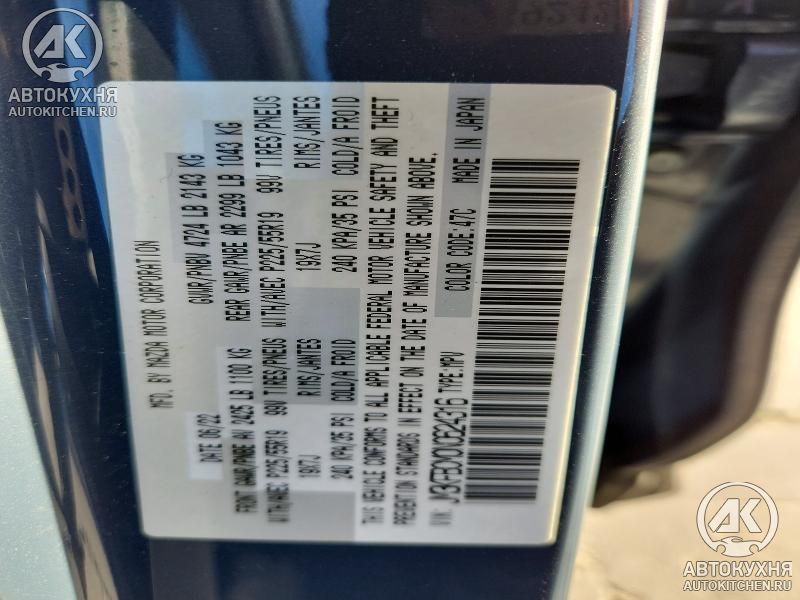 MFD. BY MAZDA MOTOR CORPORATION
DATE 06/22
GVWR/PNBV 4724 LB 2143 KG
FRONT GAWR/PNBE AV 2425 LB 1100 KG
REAR GAWR/PNBE AR 2299 LB 1043 KG
WITH/AVEC P225/55R19 99V TIRES/PNEUS
WITH/AVEC P225/55R19 99V TIRES/PNEUS
19X7J RIMS/JANTES
19X7J RIMS/JANTES
240 KPA/35 PSI COLD/A FROID
240 KPA/35 PSI COLD/A FROID
THIS VEHICLE CONFORMS TO ALL APPLICABLE FEDERAL MOTOR VEHICLE SAFETY AND THEFT
PREVENTION STANDARDS IN EFFECT ON THE DATE OF MANUFACTURE SHOWN ABOVE.
VIN: TYPE:MPV COLOR CODE:47C MADE IN JAPAN
АК
АВТОКУХНЯ
AUTOKITCHEN.RU
АК
АВТОКУХНЯ
AUTOKITCHEN.RU